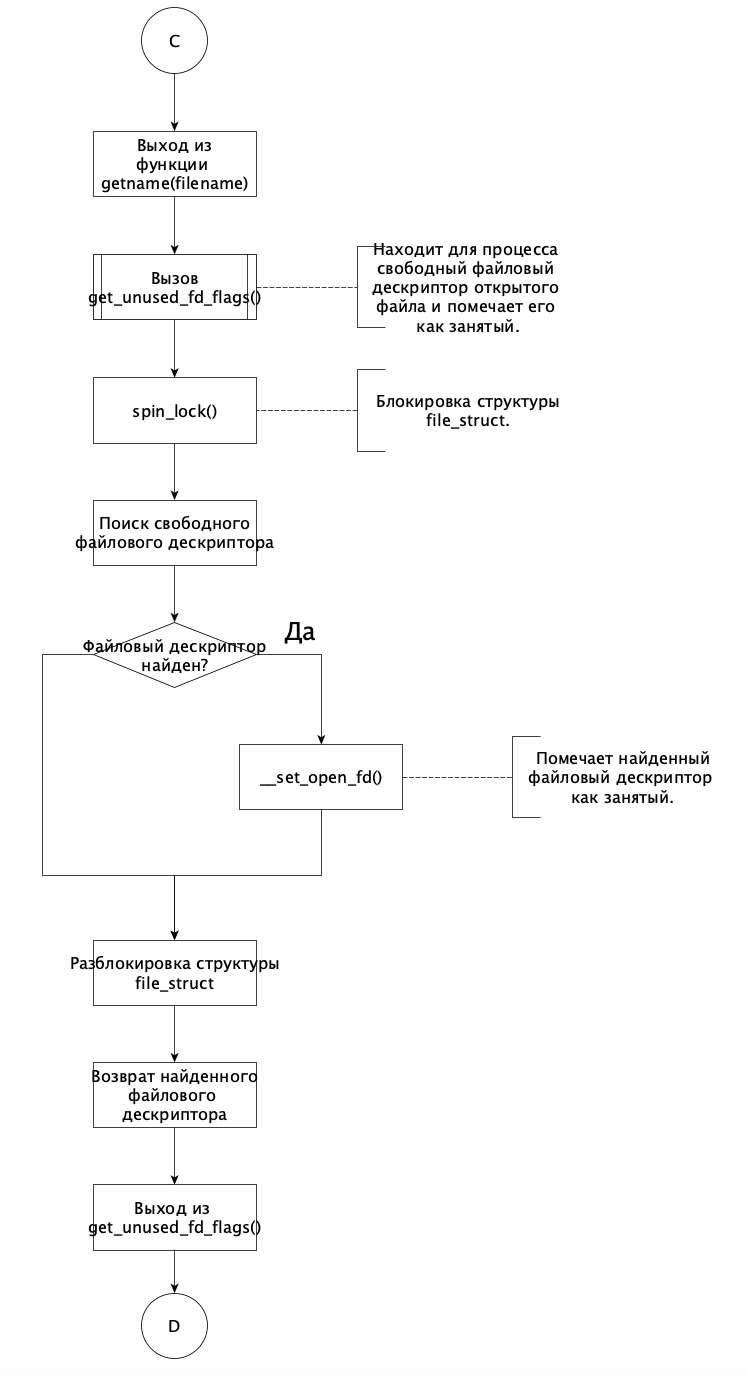 C
Выход из
функции
getname(filename)
Вызов
get_unused_fd_flags()
Находит для процесса
свободный файловый
дескриптор открытого
файла и помечает его
как занятый.
spin_lock()
Блокировка структуры
file_struct.
Поиск свободного
файлового дескриптора
Файловый дескриптор
найден?
Да
__set_open_fd()
Помечает найденный
файловый дескриптор
как занятый.
Разблокировка структуры
file_struct
Возврат найденного
файлового
дескриптора
Выход из
get_unused_fd_flags()
D